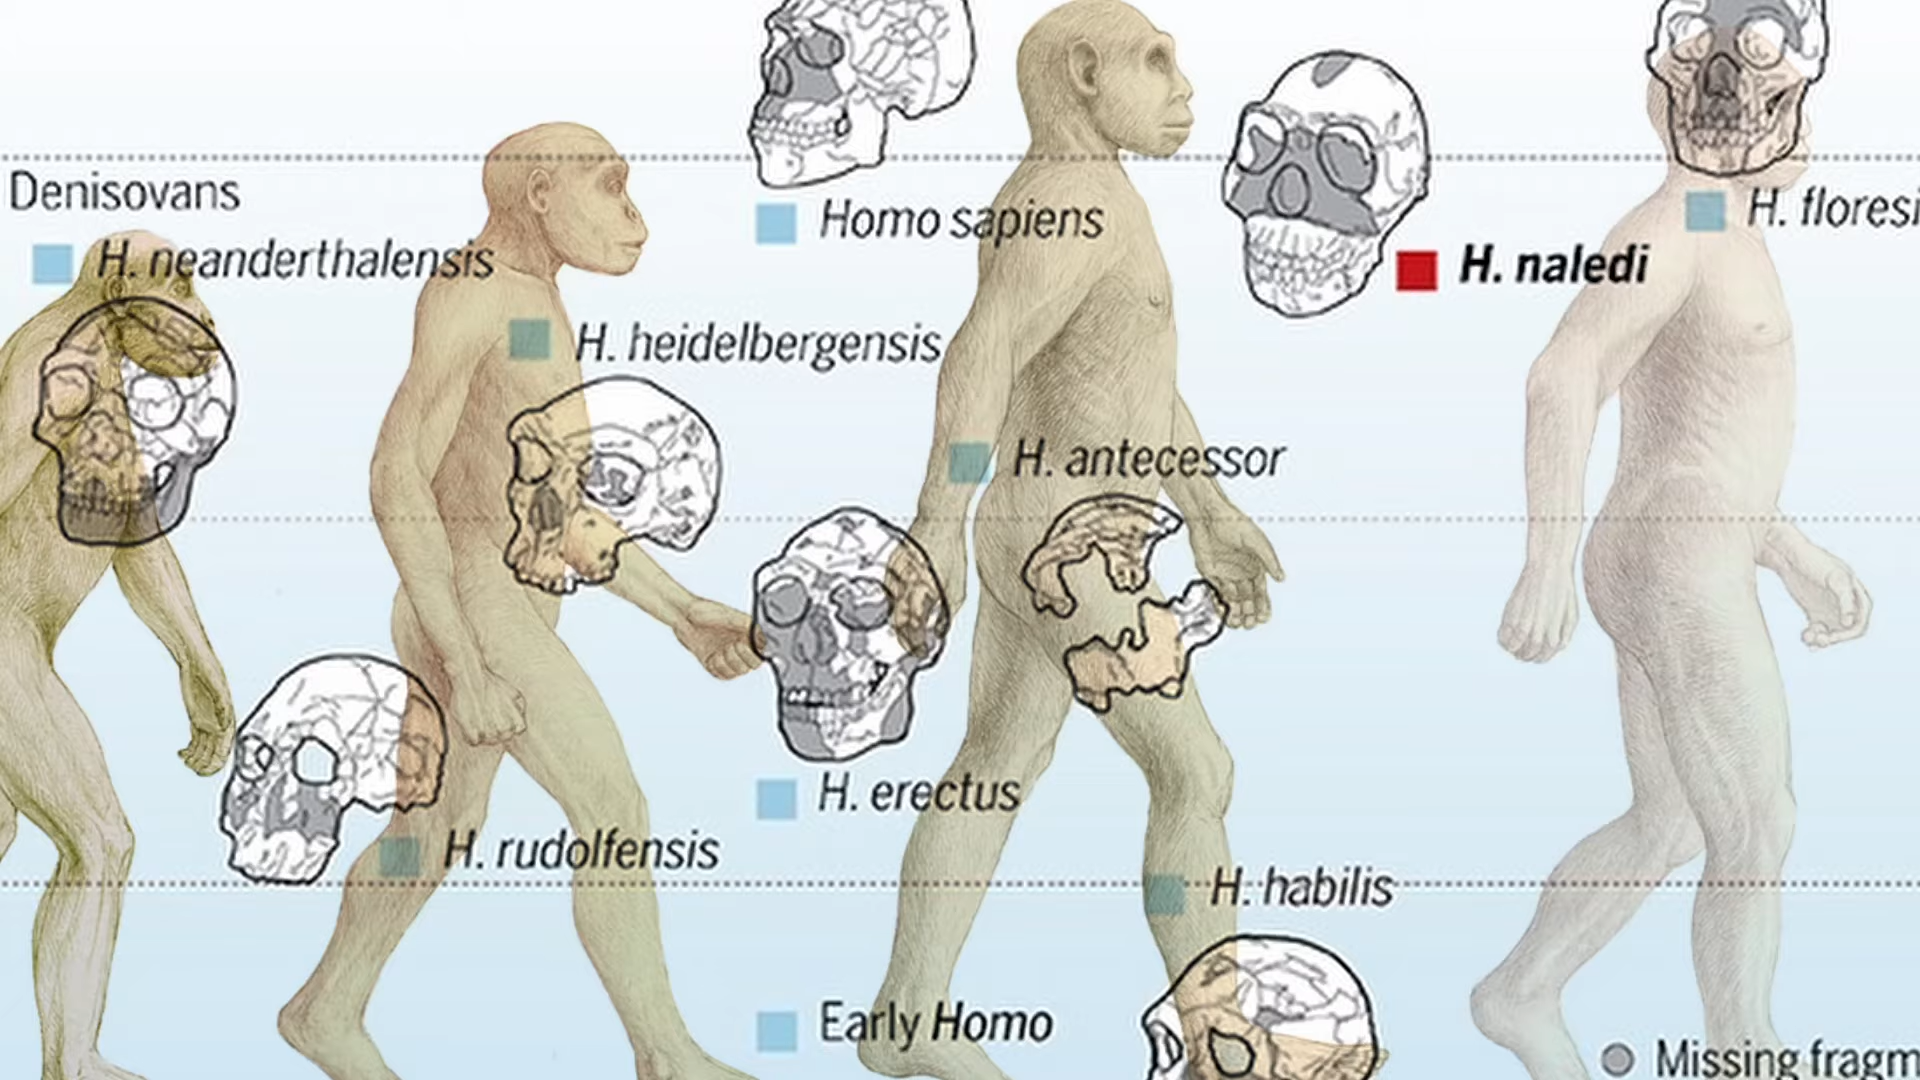 Denisovans
H. neanderthalensis
Homo sapiens
H. naledi
H. floresi
H. heidelbergensis
H. antecessor
H. erectus
H. rudolfensis
H. habilis
Early Homo
Missing fragm